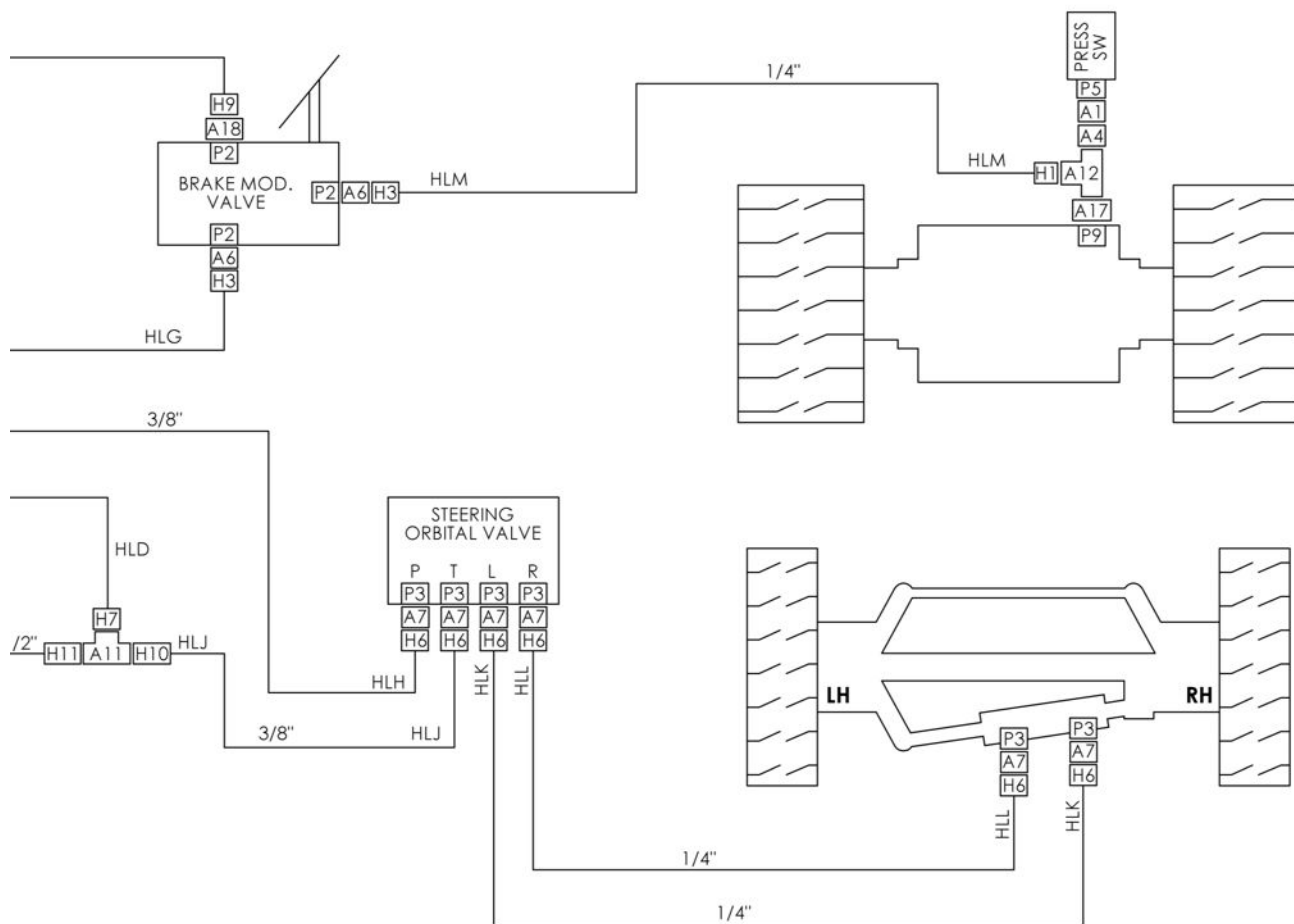 PRESS
SW
P5
A1
A4
1/4"
H9
A18
P2
BRAKE MOD.
VALVE
P2 A6 H3
HLM
HLM
H1 A12
A17
P9
P2
A6
H3
HLG
3/8"
STEERING
ORBITAL VALVE
P T L R
P3 P3 P3 P3
A7 A7 A7 A7
H6 H6 H6 H6
HLD
H7
/2" H11 A11 H10 HLJ
HLH
HLK
HLL
3/8"
HLJ
LH
RH
P3
A7
H6
P3
A7
H6
HLL
HLK
1/4"
1/4"